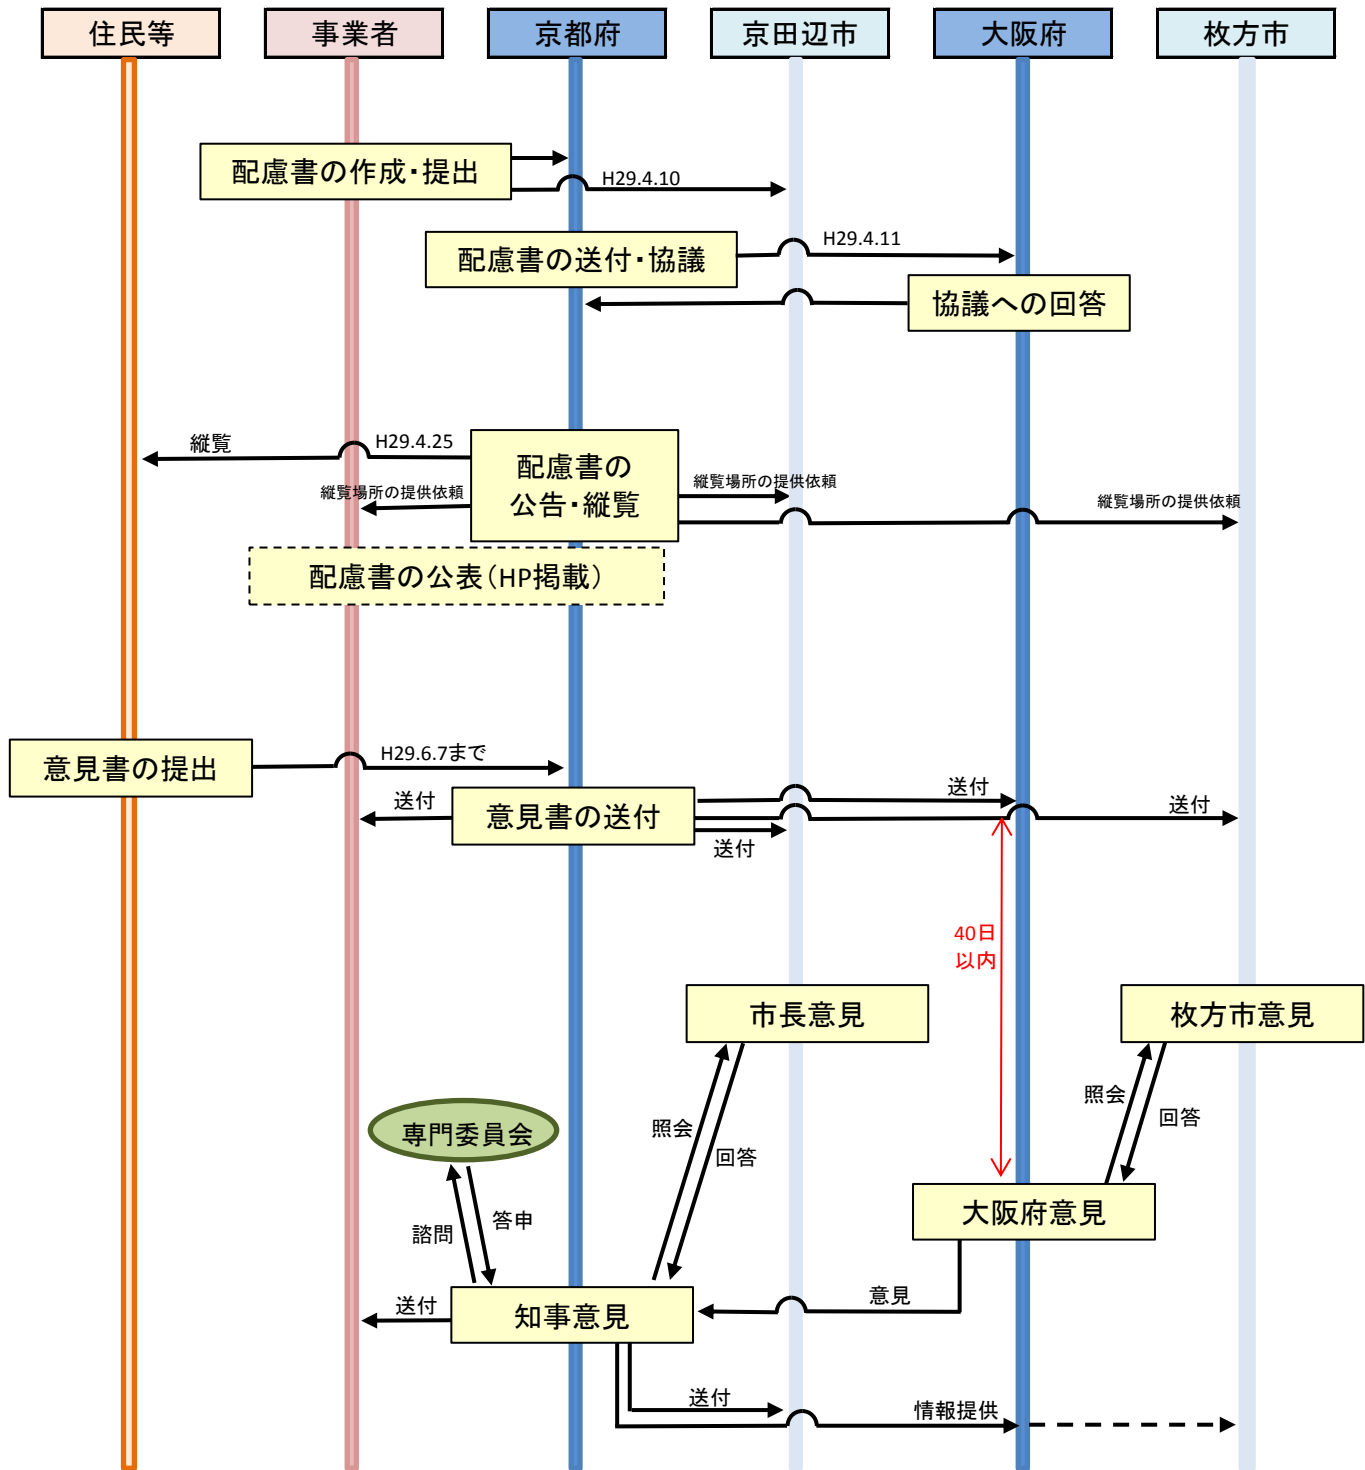 住民等
事業者
京都府
京田辺市
大阪府
枚方市
配慮書の作成・提出
H29.4.10
配慮書の送付・協議
H29.4.11
協議への回答
縦覧
H29.4.25
配慮書の
公告・縦覧
縦覧場所の提供依頼
縦覧場所の提供依頼
縦覧場所の提供依頼
配慮書の公表（HP掲載）
意見書の提出
H29.6.7まで
送付
意見書の送付
送付
送付
送付
40日
以内
市長意見
枚方市意見
照会
回答
照会
回答
専門委員会
諮問
答申
大阪府意見
意見
送付
知事意見
送付
情報提供